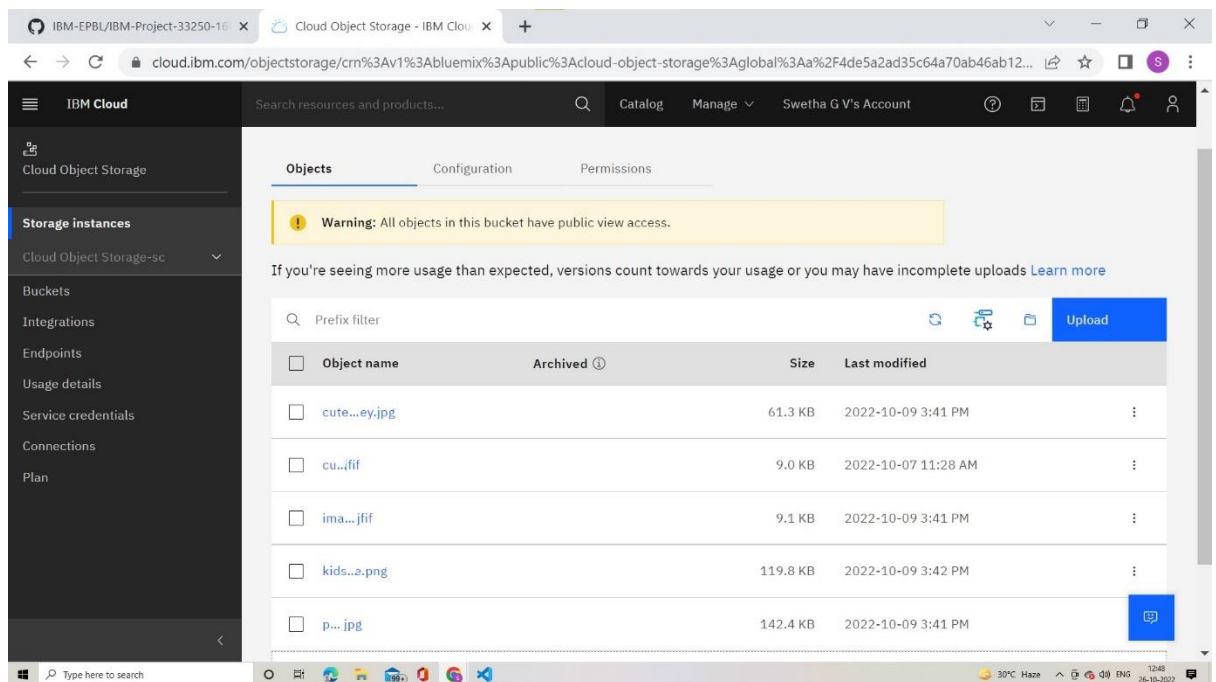 IBM-EPBL/IBM-Project-33250-16
Cloud Object Storage - IBM Clou
cloud.ibm.com/objectstorage/crn%3Av1%3Abluemix%3Apublic%3Acloud-object-storage%3Aglobal%3Aa%2F4de5a2ad35c64a70ab46ab12...
S
IBM Cloud
Search resources and products...
Catalog
Manage
Swetha G V's Account
Cloud Object Storage
Storage instances
Cloud Object Storage-sc
Buckets
Integrations
Endpoints
Usage details
Service credentials
Connections
Plan
Objects
Configuration
Permissions
Warning: All objects in this bucket have public view access.
If you're seeing more usage than expected, versions count towards your usage or you may have incomplete uploads Learn more
Prefix filter
Upload
Object name Archived Size Last modified
cute...ey.jpg 61.3 KB 2022-10-09 3:41 PM
cu...jfif 9.0 KB 2022-10-07 11:28 AM
ima...jfif 9.1 KB 2022-10-09 3:41 PM
kids...e.png 119.8 KB 2022-10-09 3:42 PM
p...jpg 142.4 KB 2022-10-09 3:41 PM
Type here to search
99+
30°C Haze
ENG
12:48
26-10-2022